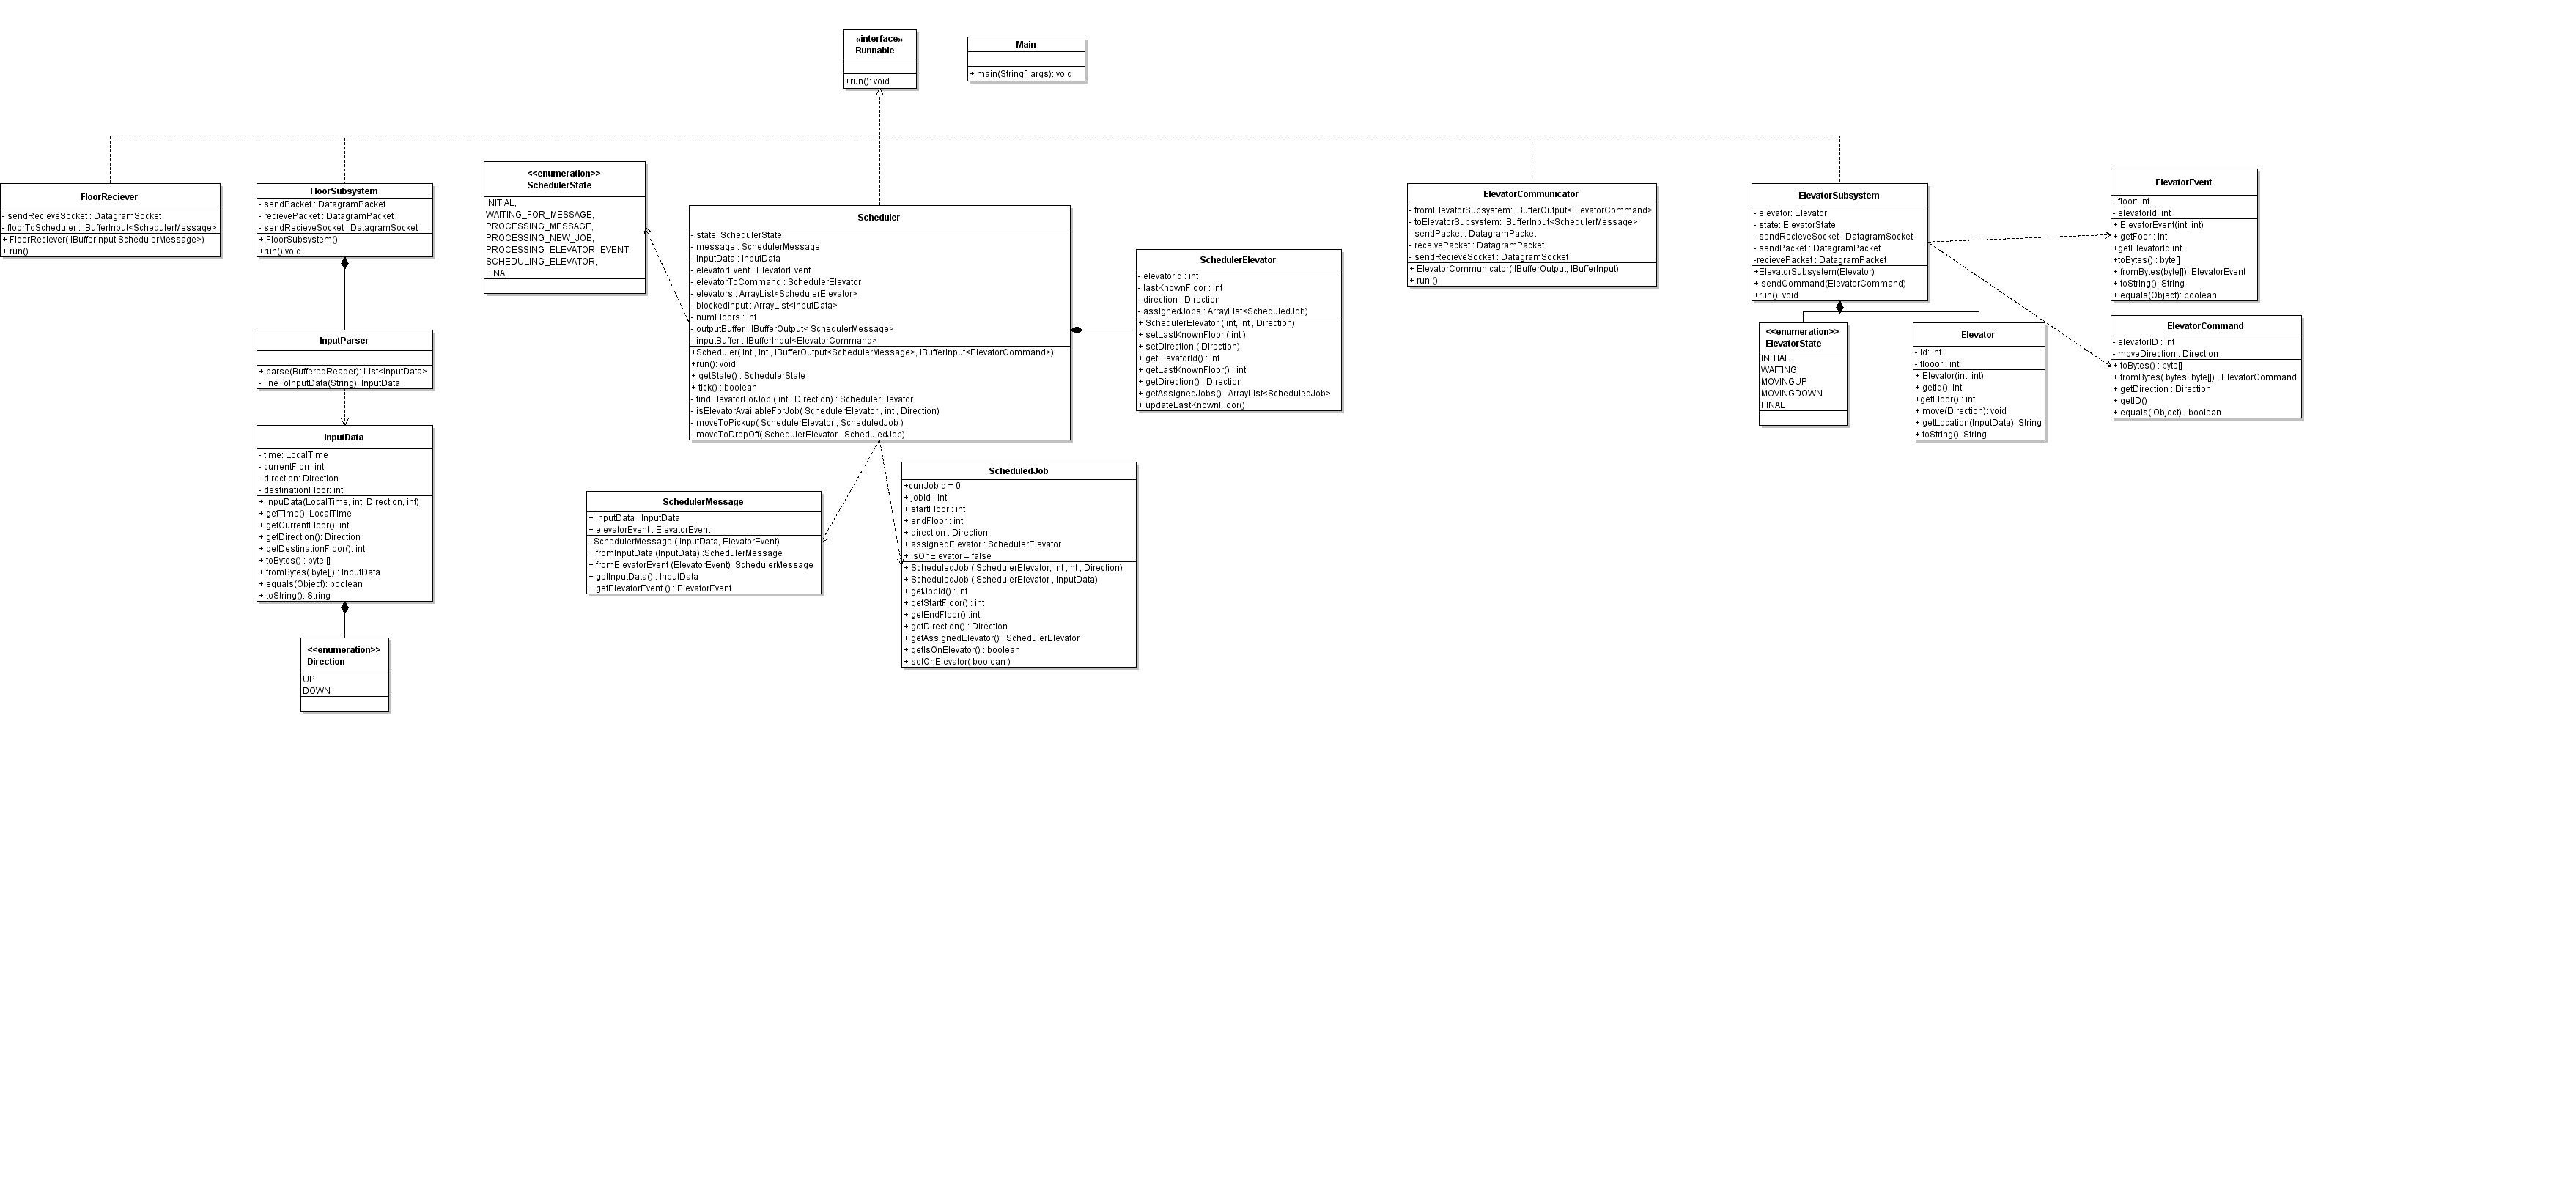 «interface»
Runnable
+run(): void
Main
+ main(String[] args): void
FloorReciever
- sendRecieveSocket : DatagramSocket
- floorToScheduler : IBufferInput<SchedulerMessage>
+ FloorReciever( IBufferInput,SchedulerMessage>)
+ run()
FloorSubsystem
- sendPacket : DatagramPacket
- recievePacket : DatagramPacket
- sendRecieveSocket : DatagramSocket
+ FloorSubsystem()
+run():void
InputParser
+ parse(BufferedReader): List<InputData>
- lineToInputData(String): InputData
InputData
- time: LocalTime
- currentFlorr: int
- direction: Direction
- destinationFloor: int
+ InpuData(LocalTime, int, Direction, int)
+ getTime(): LocalTime
+ getCurrentFloor(): int
+ getDirection(): Direction
+ getDestinationFloor(): int
+ toBytes() : byte []
+ fromBytes( byte[]) : InputData
+ equals(Object): boolean
+ toString(): String
<<enumeration>>
Direction
UP
DOWN
<<enumeration>>
SchedulerState
INITIAL,
WAITING_FOR_MESSAGE,
PROCESSING_MESSAGE,
PROCESSING_NEW_JOB,
PROCESSING_ELEVATOR_EVENT,
SCHEDULING_ELEVATOR,
FINAL
Scheduler
- state: SchedulerState
- message : SchedulerMessage
- inputData : InputData
- elevatorEvent : ElevatorEvent
- elevatorToCommand : SchedulerElevator
- elevators : ArrayList<SchedulerElevator>
- blockedInput : ArrayList<InputData>
- numFloors : int
- outputBuffer : IBufferOutput< SchedulerMessage>
- inputBuffer : IBufferInput<ElevatorCommand>
+Scheduler( int , int , IBufferOutput<SchedulerMessage>, IBufferInput<ElevatorCommand>)
+run(): void
+ getState() : SchedulerState
+ tick() : boolean
- findElevatorForJob ( int , Direction) : SchedulerElevator
- isElevatorAvailableForJob( SchedulerElevator , int , Direction)
- moveToPickup( SchedulerElevator , ScheduledJob )
- moveToDropOff( SchedulerElevator , ScheduledJob)
SchedulerElevator
- elevatorId : int
- lastKnownFloor : int
- direction : Direction
- assignedJobs : ArrayList<ScheduledJob)
+ SchedulerElevator ( int, int , Direction)
+ setLastKnownFloor ( int )
+ setDirection ( Direction)
+ getElevatorId() : int
+ getLastKnownFloor() : int
+ getDirection() : Direction
+ getAssignedJobs() : ArrayList<ScheduledJob>
+ updateLastKnownFloor()
SchedulerMessage
+ inputData : InputData
+ elevatorEvent : ElevatorEvent
- SchedulerMessage ( InputData, ElevatorEvent)
+ fromInputData (InputData) :SchedulerMessage
+ fromElevatorEvent (ElevatorEvent) :SchedulerMessage
+ getInputData() : InputData
+ getElevatorEvent () : ElevatorEvent
ScheduledJob
+currJobId = 0
+ jobId : int
+ startFloor : int
+ endFloor : int
+ direction : Direction
+ assignedElevator : SchedulerElevator
+ isOnElevator = false
+ ScheduledJob ( SchedulerElevator, int ,int , Direction)
+ ScheduledJob ( SchedulerElevator , InputData)
+ getJobId() : int
+ getStartFloor() : int
+ getEndFloor() :int
+ getDirection() : Direction
+ getAssignedElevator() : SchedulerElevator
+ getIsOnElevator() : boolean
+ setOnElevator( boolean )
ElevatorCommunicator
- fromElevatorSubsystem: IBufferOutput<ElevatorCommand>
- toElevatorSubsystem: IBufferInput<SchedulerMessage>
- sendPacket : DatagramPacket
- receivePacket : DatagramPacket
- sendRecieveSocket : DatagramSocket
+ ElevatorCommunicator( IBufferOutput, IBufferInput)
+ run ()
ElevatorSubsystem
- elevator: Elevator
- state: ElevatorState
- sendRecieveSocket : DatagramSocket
- sendPacket : DatagramPacket
-recievePacket : DatagramPacket
+ElevatorSubsystem(Elevator)
+ sendCommand(ElevatorCommand)
+run(): void
<<enumeration>>
ElevatorState
INITIAL
WAITING
MOVINGUP
MOVINGDOWN
FINAL
Elevator
- id: int
- flooor : int
+ Elevator(int, int)
+ getId(): int
+getFloor() : int
+ move(Direction): void
+ getLocation(InputData): String
+ toString(): String
ElevatorEvent
- floor: int
- elevatorId: int
+ ElevatorEvent(int, int)
+ getFoor : int
+getElevatorId int
+toBytes() : byte[]
+ fromBytes(byte[]): ElevatorEvent
+ toString(): String
+ equals(Object): boolean
ElevatorCommand
- elevatorID : int
- moveDirection : Direction
+ toBytes() : byte[]
+ fromBytes( bytes: byte[]) : ElevatorCommand
+ getDirection : Direction
+ getID()
+ equals( Object) : boolean